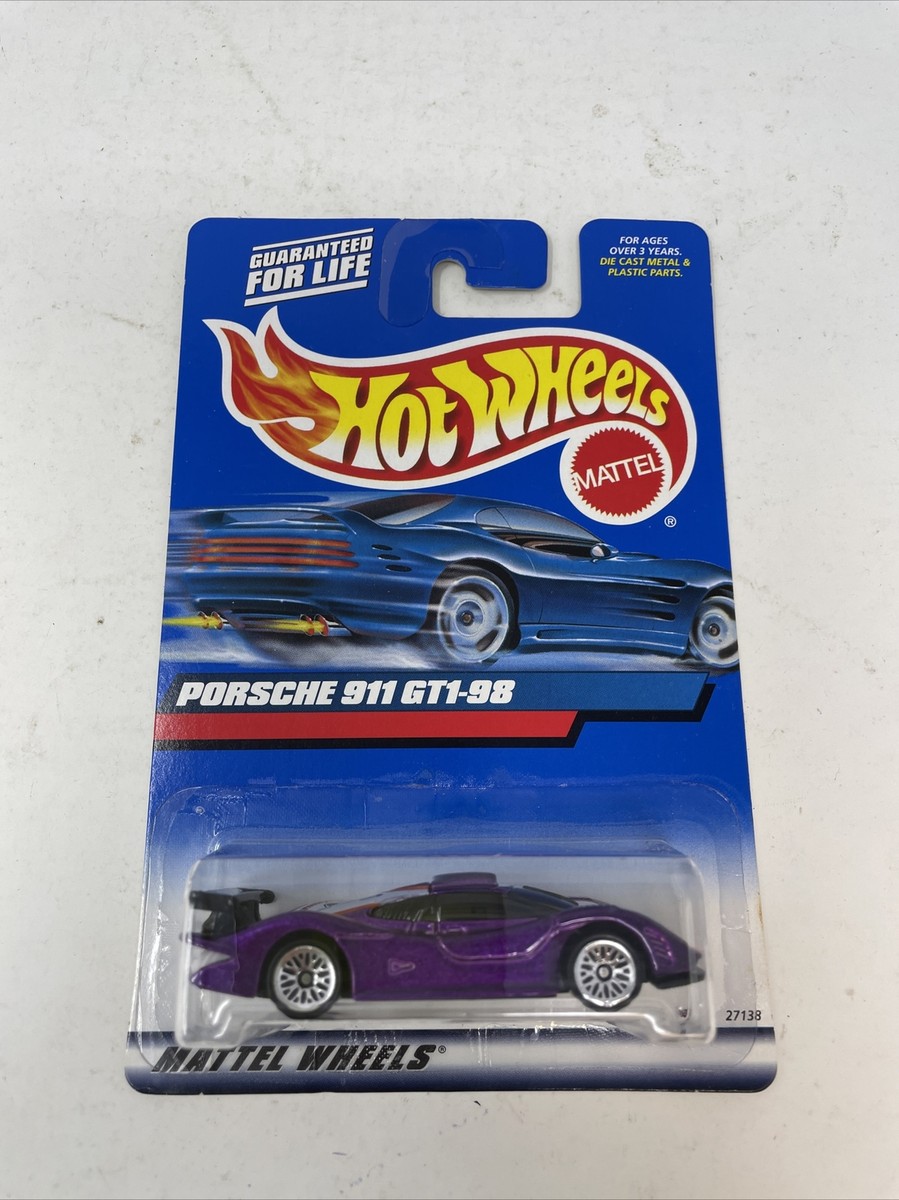 GUARANTEED
FOR LIFE
FOR AGES
OVER 3 YEARS.
DIE CAST METAL &
PLASTIC PARTS.
HOT WHEELS
MATTEL
®
PORSCHE 911 GT1-98
27138
MATTEL WHEELS®